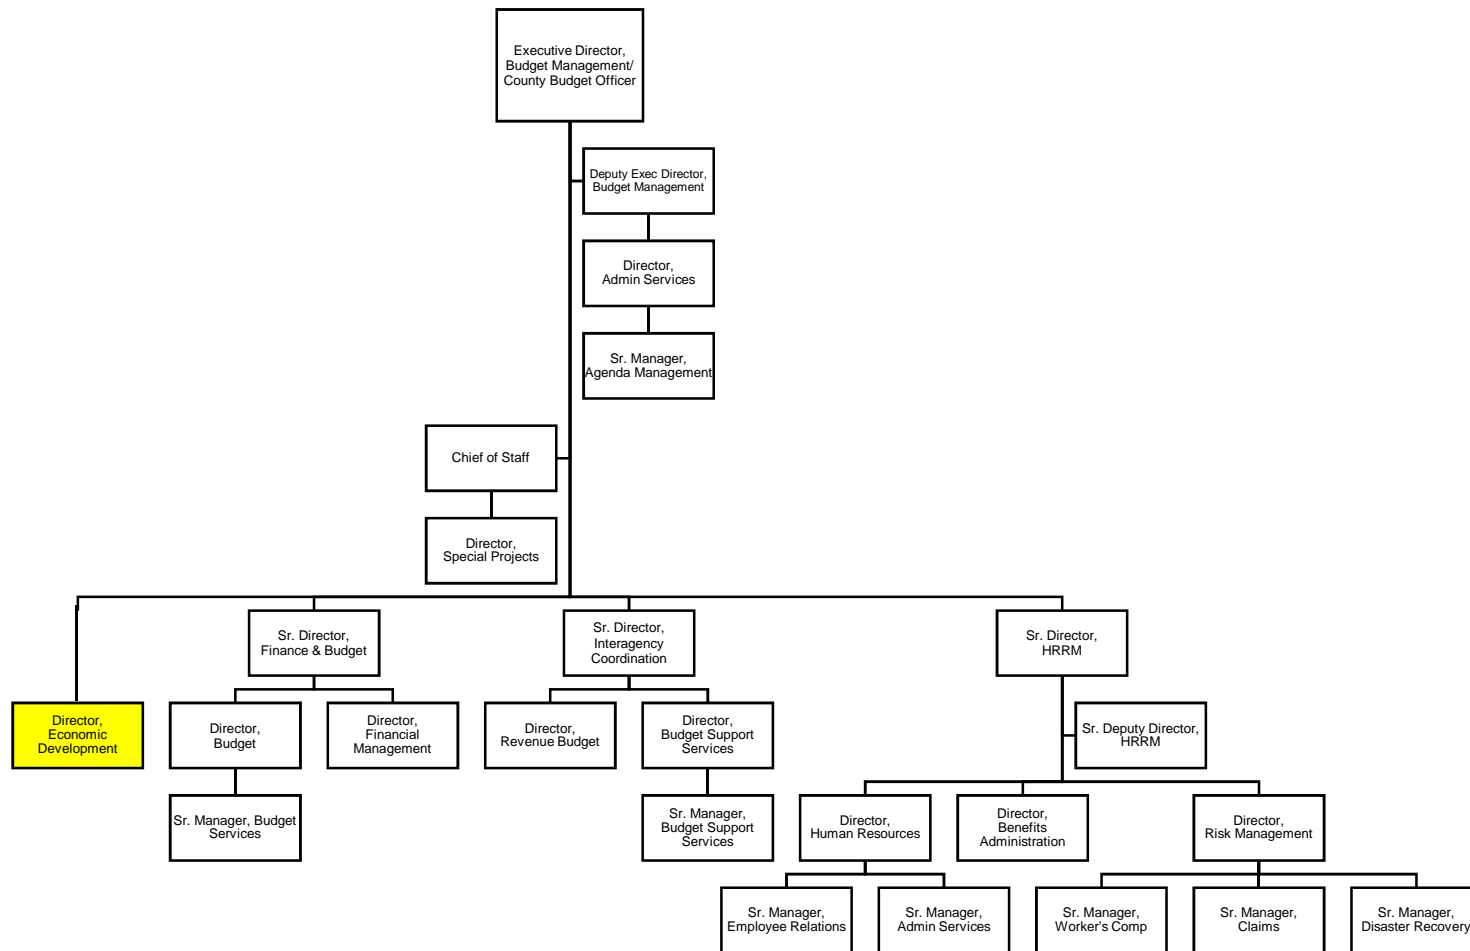 Executive Director,
Budget Management/
County Budget Officer
Deputy Exec Director,
Budget Management
Director,
Admin Services
Sr. Manager,
Agenda Management
Chief of Staff
Director,
Special Projects
Sr. Director,
Finance & Budget
Sr. Director,
Interagency
Coordination
Sr. Director,
HRRM
Director,
Economic
Development
Director,
Budget
Director,
Financial
Management
Director,
Revenue Budget
Director,
Budget Support
Services
Sr. Deputy Director,
HRRM
Sr. Manager, Budget
Services
Sr. Manager,
Budget Support
Services
Director,
Human Resources
Director,
Benefits
Administration
Director,
Risk Management
Sr. Manager,
Employee Relations
Sr. Manager,
Admin Services
Sr. Manager,
Worker's Comp
Sr. Manager,
Claims
Sr. Manager,
Disaster Recovery